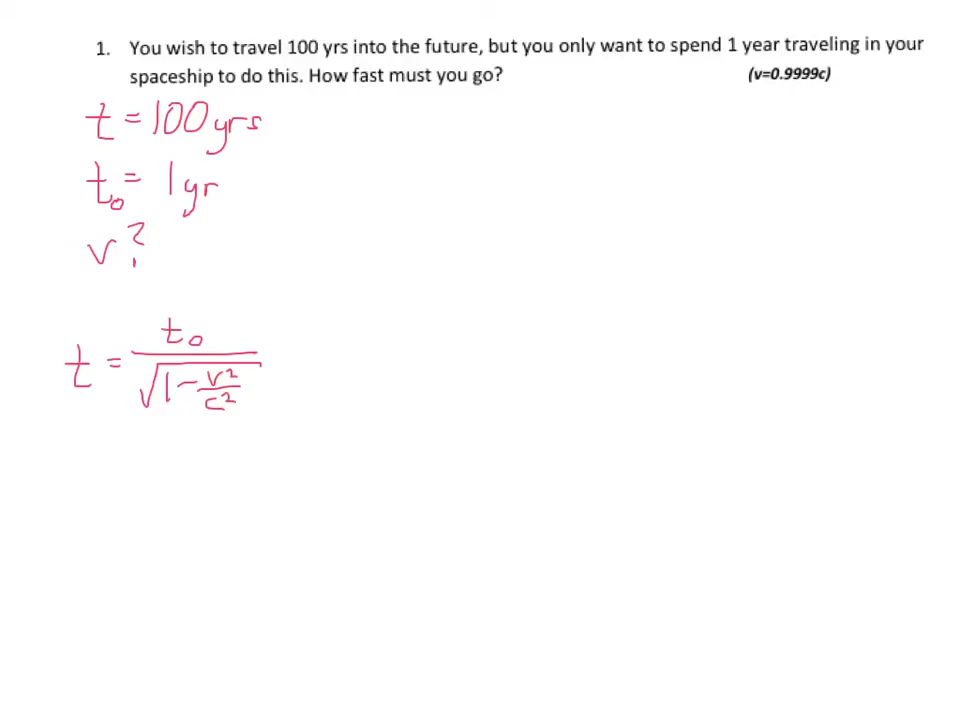 1. You wish to travel 100 yrs into the future, but you only want to spend 1 year traveling in your
spaceship to do this. How fast must you go? (v=0.9999c)
t = 100 yrs
t₀ = 1 yr
v ?
t = t₀ / √(1 - v²/c²)